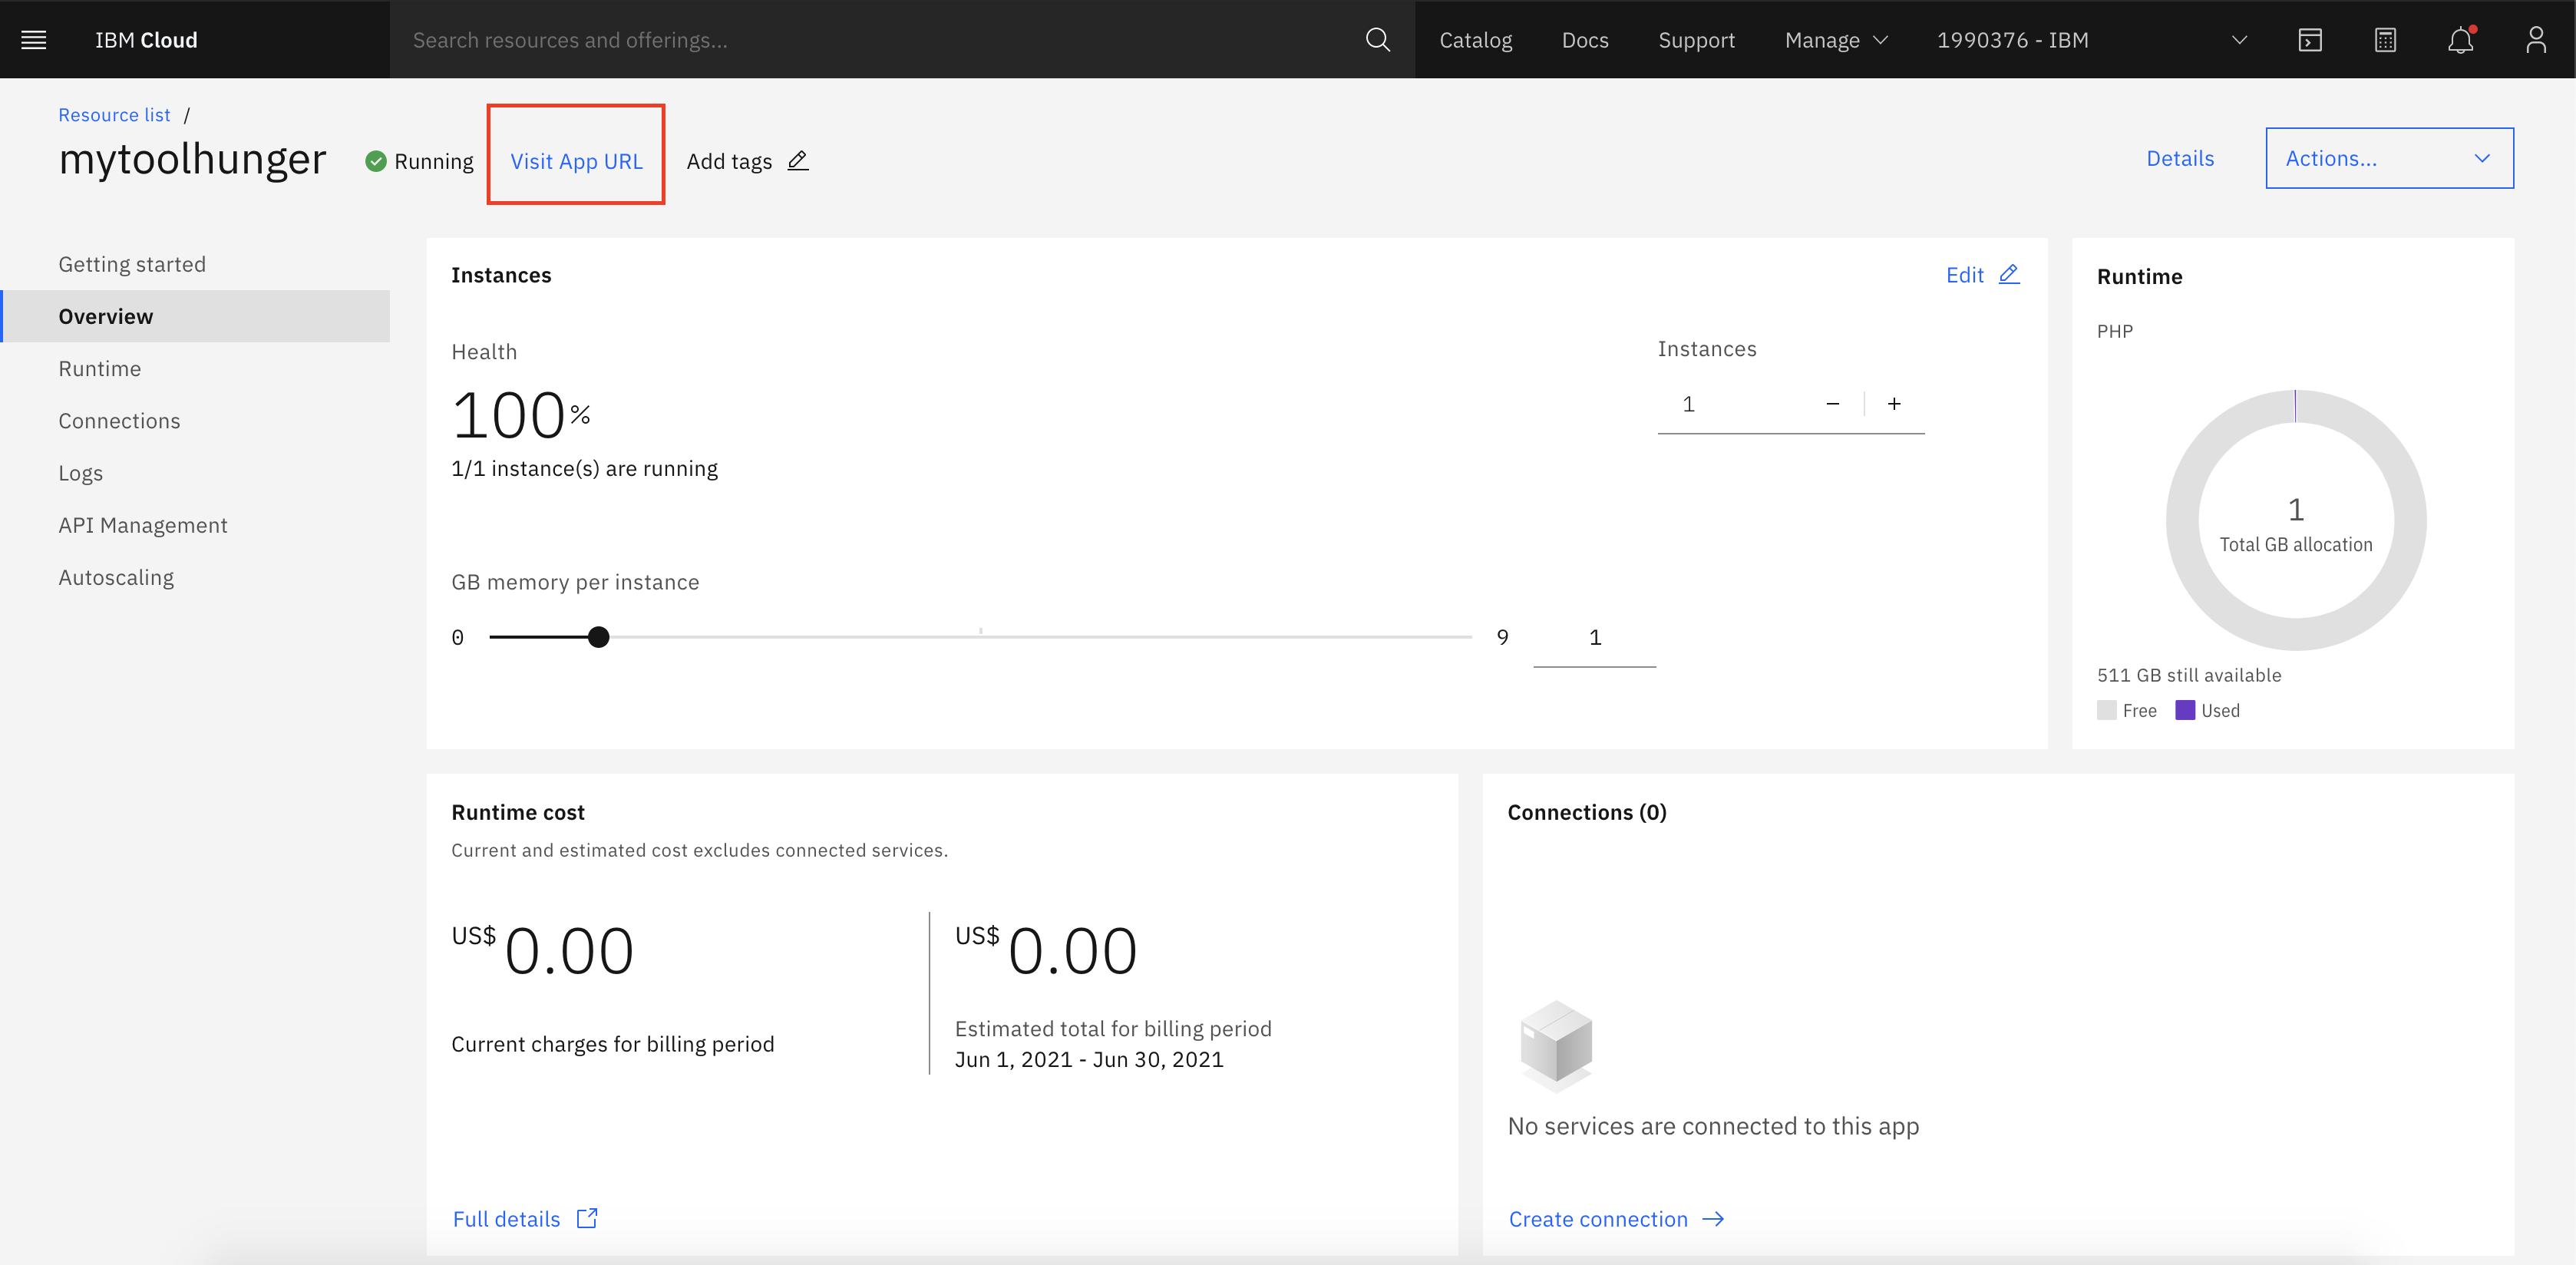 IBM Cloud
Search resources and offerings...
Catalog
Docs
Support
Manage
1990376 - IBM
Resource list /
mytoolhunger
Running
Visit App URL
Add tags
Details
Actions...
Getting started
Overview
Runtime
Connections
Logs
API Management
Autoscaling
Instances
Edit
Health
100%
1/1 instance(s) are running
Instances
1
GB memory per instance
0
9
1
Runtime
PHP
1
Total GB allocation
511 GB still available
Free
Used
Runtime cost
Current and estimated cost excludes connected services.
US$ 0.00
Current charges for billing period
US$ 0.00
Estimated total for billing period
Jun 1, 2021 - Jun 30, 2021
Full details
Connections (0)
No services are connected to this app
Create connection